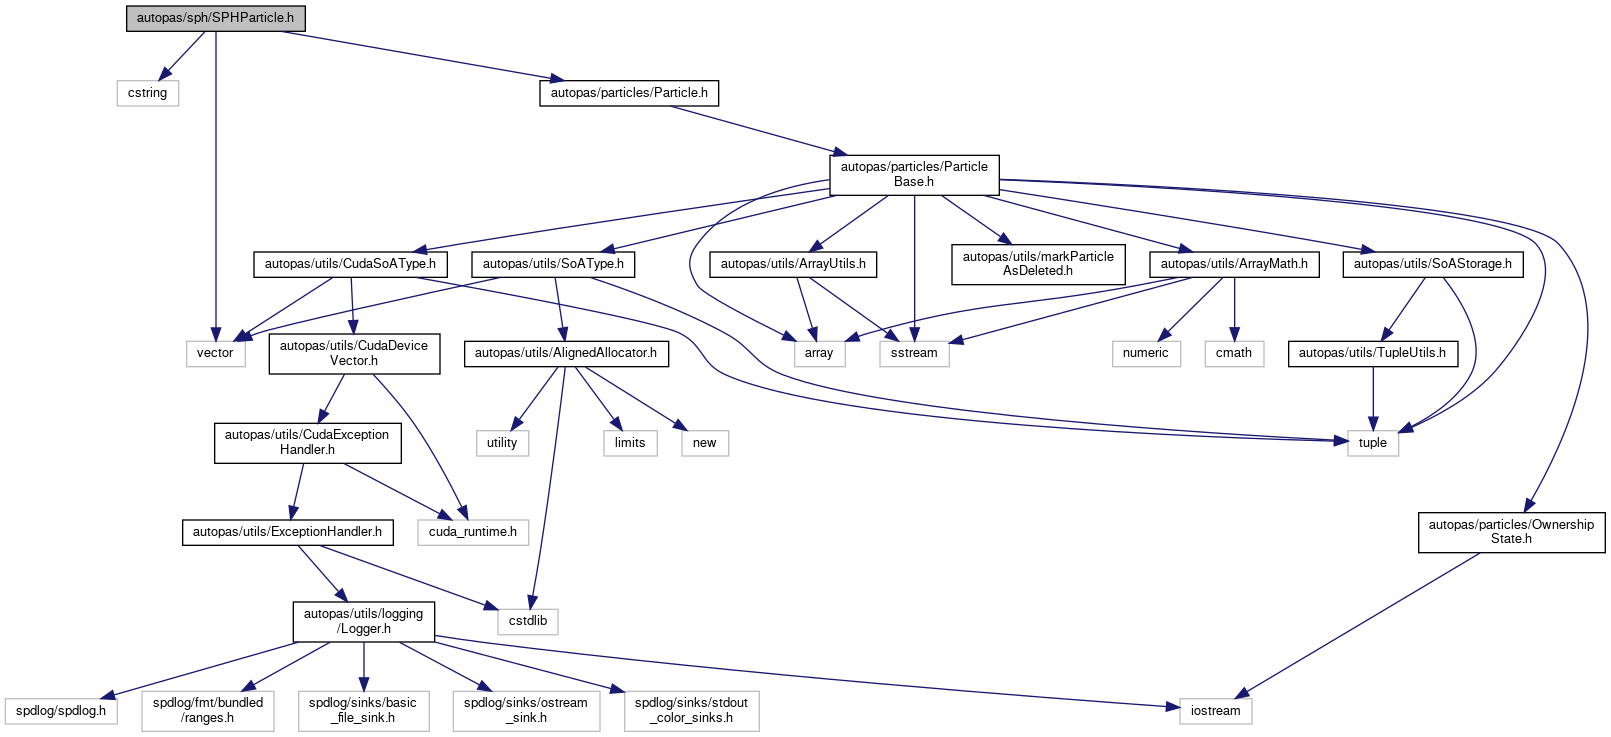 autopas/sph/SPHParticle.h
cstring
autopas/particles/Particle.h
autopas/particles/Particle
Base.h
autopas/utils/CudaSoAType.h
autopas/utils/SoAType.h
autopas/utils/ArrayUtils.h
autopas/utils/markParticle
AsDeleted.h
autopas/utils/ArrayMath.h
autopas/utils/SoAStorage.h
vector
autopas/utils/CudaDevice
Vector.h
autopas/utils/AlignedAllocator.h
array
sstream
numeric
cmath
autopas/utils/TupleUtils.h
autopas/utils/CudaException
Handler.h
utility
limits
new
tuple
autopas/utils/ExceptionHandler.h
cuda_runtime.h
autopas/particles/Ownership
State.h
autopas/utils/logging
/Logger.h
cstdlib
spdlog/spdlog.h
spdlog/fmt/bundled
/ranges.h
spdlog/sinks/basic
_file_sink.h
spdlog/sinks/ostream
_sink.h
spdlog/sinks/stdout
_color_sinks.h
iostream